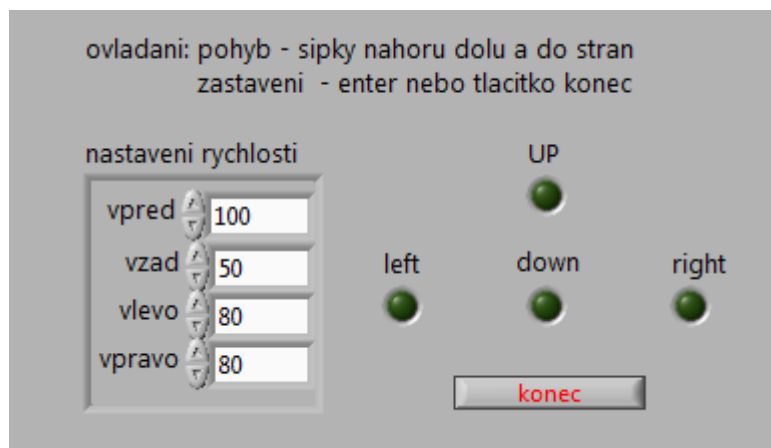 ovladani: pohyb - sipky nahoru dolu a do stran
zastaveni - enter nebo tlacitko konec
nastaveni rychlosti
vpred 100
vzad 50
vlevo 80
vpravo 80
UP
left down right
konec